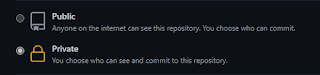 Public
Anyone on the internet can see this repository. You choose who can commit.
Private
You choose who can see and commit to this repository.